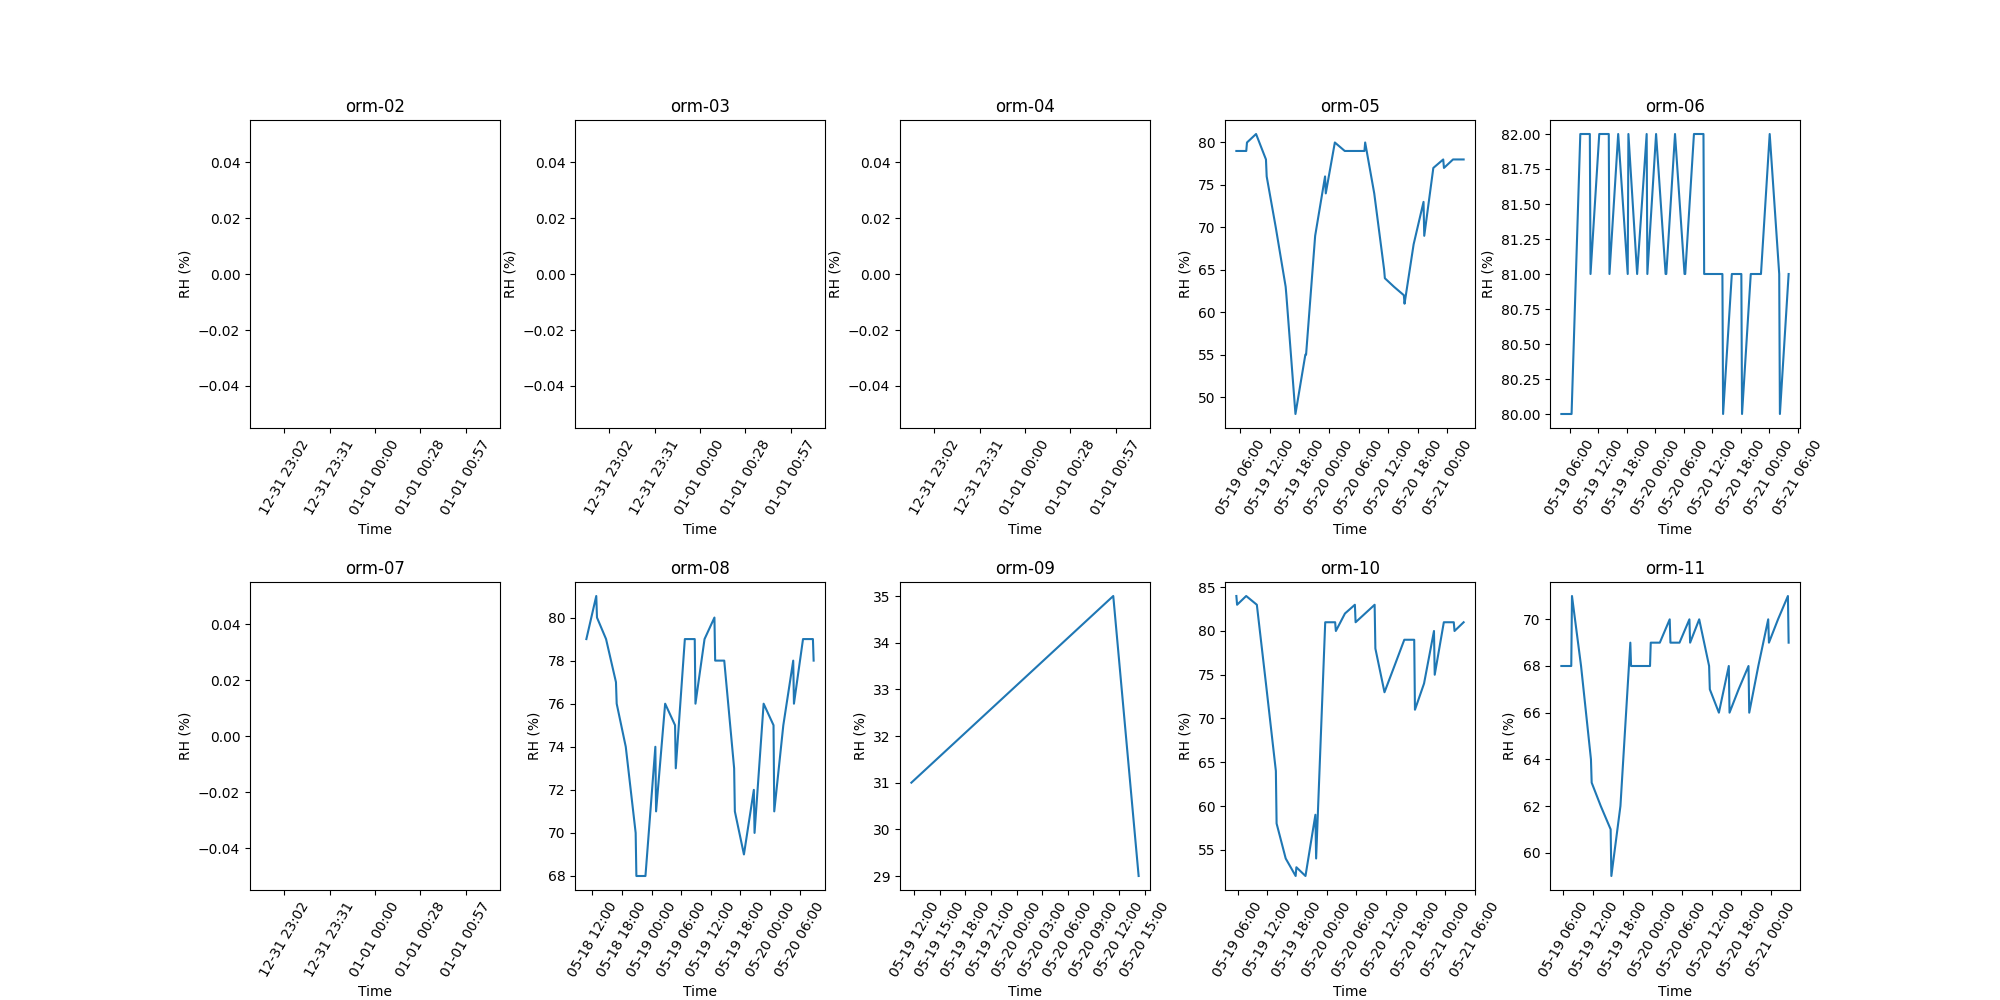 orm-02 orm-03 orm-04 orm-05 orm-06
RH (%)
0.04
0.02
0.00
−0.02
−0.04
12-31 23:02 12-31 23:31 01-01 00:00 01-01 00:28 01-01 00:57
Time
RH (%)
0.04
0.02
0.00
−0.02
−0.04
12-31 23:02 12-31 23:31 01-01 00:00 01-01 00:28 01-01 00:57
Time
RH (%)
0.04
0.02
0.00
−0.02
−0.04
12-31 23:02 12-31 23:31 01-01 00:00 01-01 00:28 01-01 00:57
Time
RH (%)
80
75
70
65
60
55
50
05-19 06:00 05-19 12:00 05-19 18:00 05-20 00:00 05-20 06:00 05-20 12:00 05-20 18:00 05-21 00:00
Time
RH (%)
82.00
81.75
81.50
81.25
81.00
80.75
80.50
80.25
80.00
05-19 06:00 05-19 12:00 05-19 18:00 05-20 00:00 05-20 06:00 05-20 12:00 05-20 18:00 05-21 00:00 05-21 06:00
Time
orm-07 orm-08 orm-09 orm-10 orm-11
RH (%)
0.04
0.02
0.00
−0.02
−0.04
12-31 23:02 12-31 23:31 01-01 00:00 01-01 00:28 01-01 00:57
Time
RH (%)
80
78
76
74
72
70
68
05-18 12:00 05-18 18:00 05-19 00:00 05-19 06:00 05-19 12:00 05-19 18:00 05-20 00:00 05-20 06:00
Time
RH (%)
35
34
33
32
31
30
29
05-19 12:00 05-19 15:00 05-19 18:00 05-19 21:00 05-20 00:00 05-20 03:00 05-20 06:00 05-20 09:00 05-20 12:00 05-20 15:00
Time
RH (%)
85
80
75
70
65
60
55
05-19 06:00 05-19 12:00 05-19 18:00 05-20 00:00 05-20 06:00 05-20 12:00 05-20 18:00 05-21 00:00 05-21 06:00
Time
RH (%)
70
68
66
64
62
60
05-19 06:00 05-19 12:00 05-19 18:00 05-20 00:00 05-20 06:00 05-20 12:00 05-20 18:00 05-21 00:00
Time